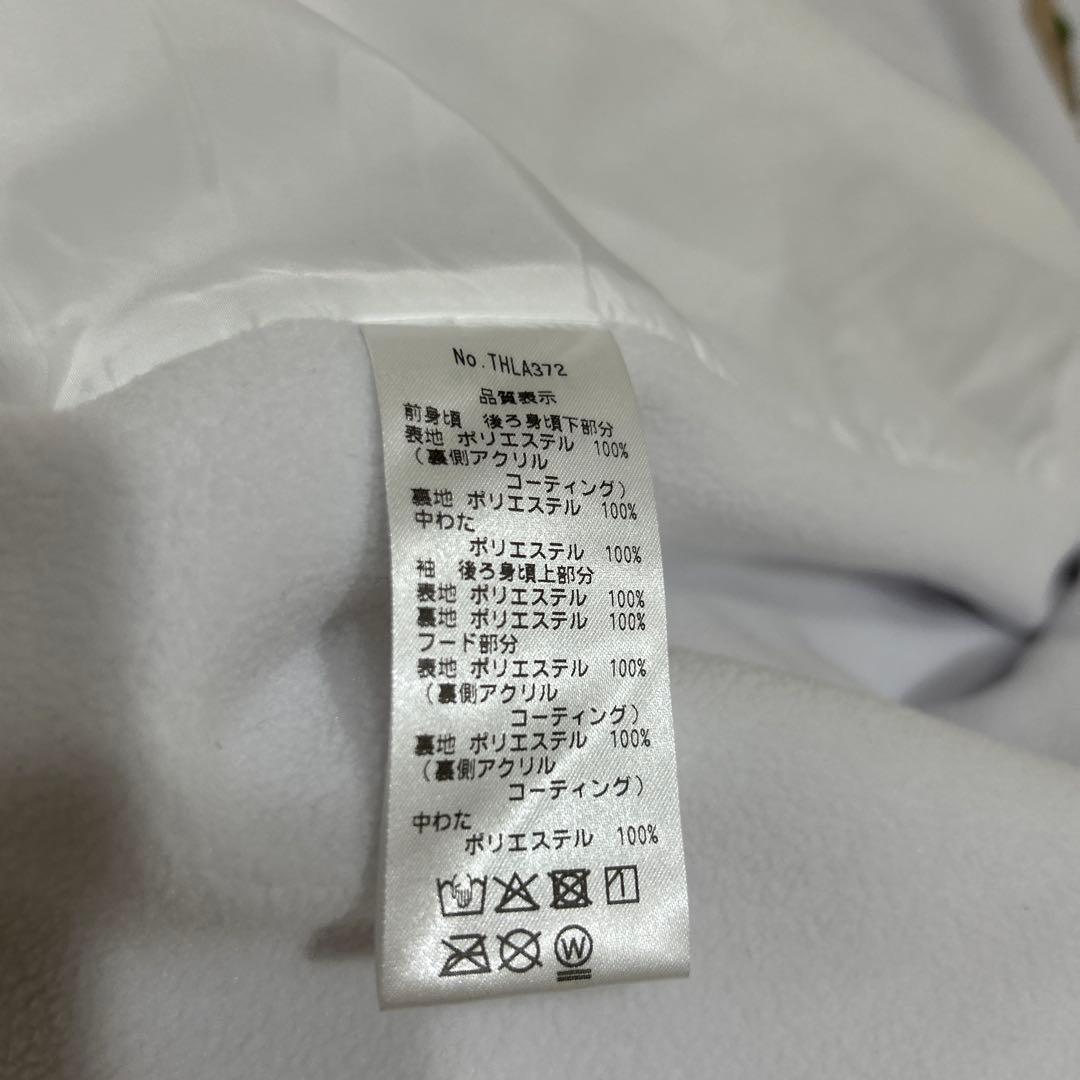 No.THLA372
品質表示
前身頃 後ろ身頃下部分
表地 ポリエステル 100%
（裏側アクリル
コーティング）
裏地 ポリエステル 100%
中わた
ポリエステル 100%
袖 後ろ身頃上部分
表地 ポリエステル 100%
裏地 ポリエステル 100%
フード部分
表地 ポリエステル 100%
（裏側アクリル
コーティング）
裏地 ポリエステル 100%
（裏側アクリル
コーティング）
中わた
ポリエステル 100%
W